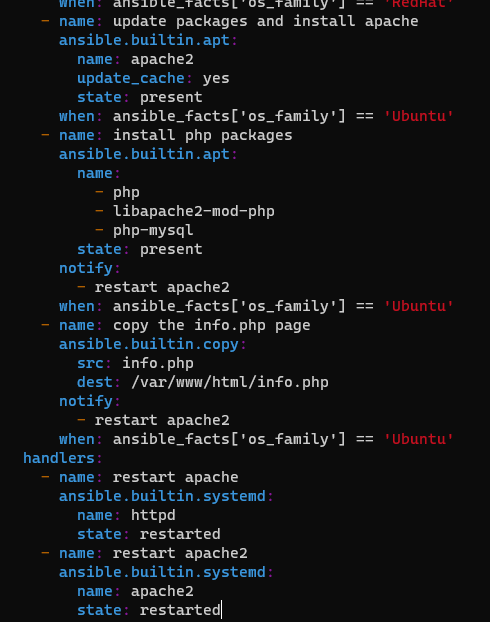 when: ansible_facts['os_family'] == 'RedHat'
  - name: update packages and install apache
    ansible.builtin.apt:
      name: apache2
      update_cache: yes
      state: present
    when: ansible_facts['os_family'] == 'Ubuntu'
  - name: install php packages
    ansible.builtin.apt:
      name:
        - php
        - libapache2-mod-php
        - php-mysql
      state: present
    notify:
      - restart apache2
    when: ansible_facts['os_family'] == 'Ubuntu'
  - name: copy the info.php page
    ansible.builtin.copy:
      src: info.php
      dest: /var/www/html/info.php
    notify:
      - restart apache2
    when: ansible_facts['os_family'] == 'Ubuntu'
handlers:
  - name: restart apache
    ansible.builtin.systemd:
      name: httpd
      state: restarted
  - name: restart apache2
    ansible.builtin.systemd:
      name: apache2
      state: restarted